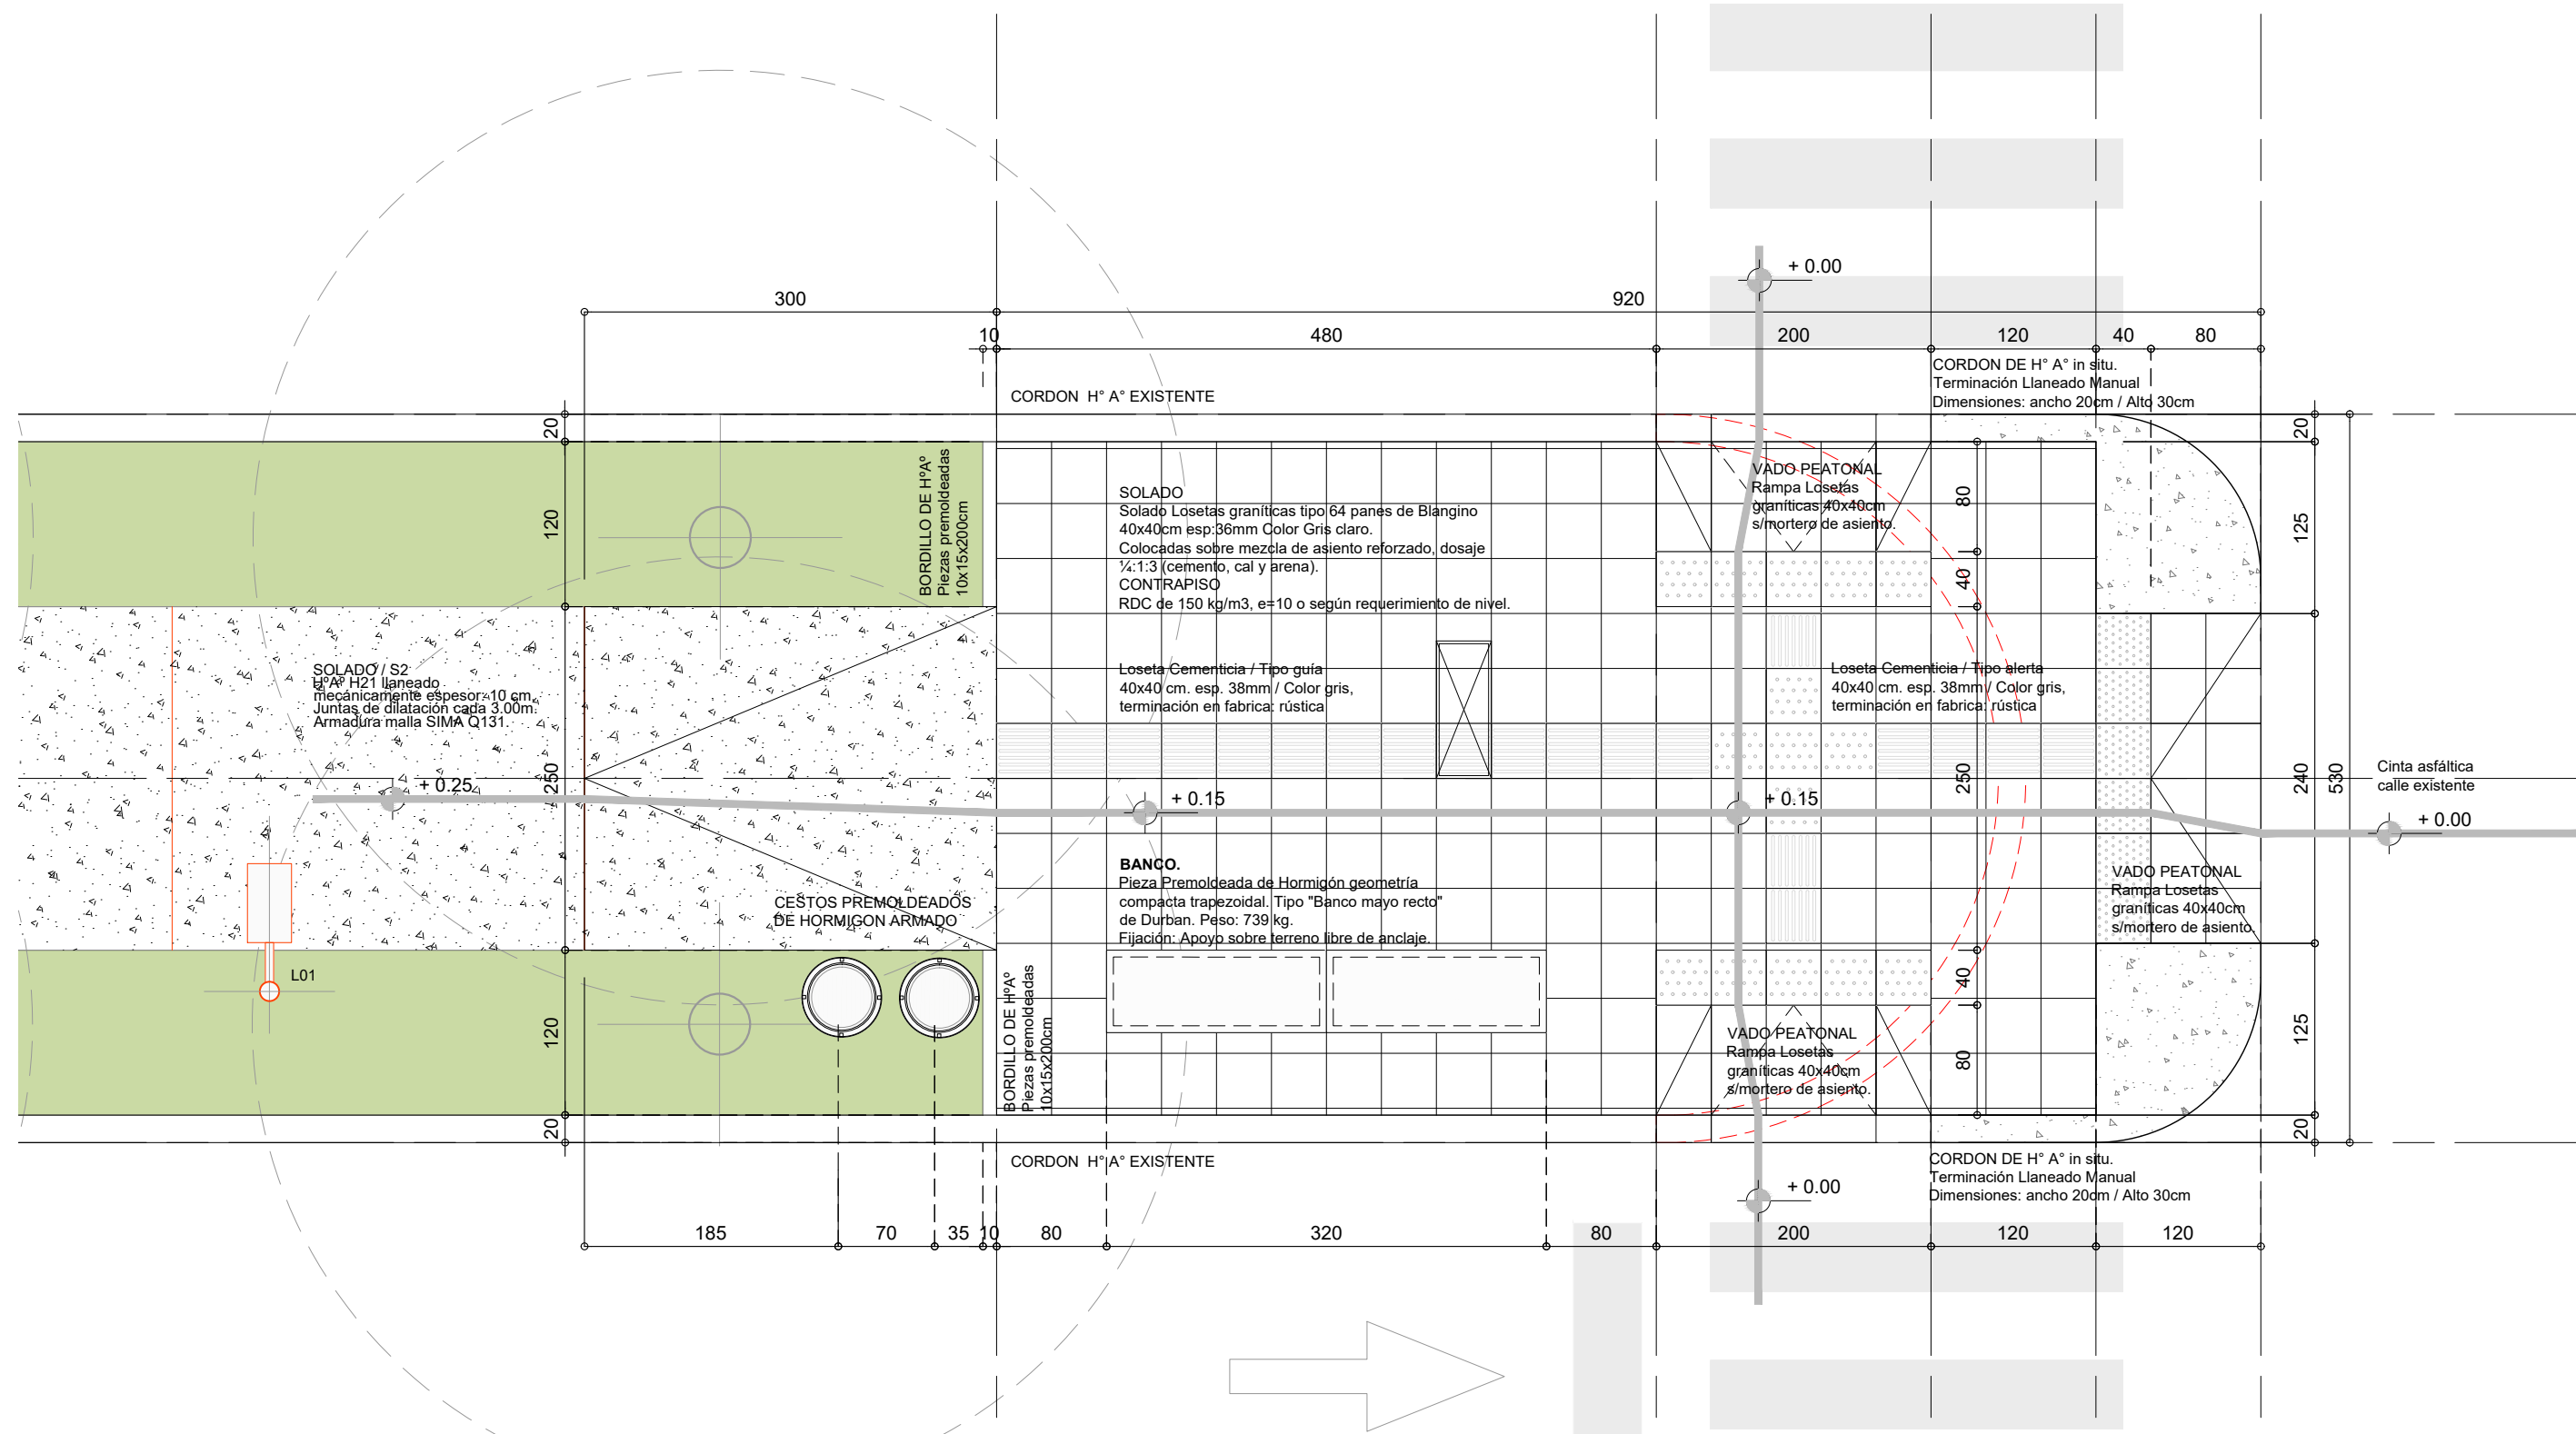 + 0.00
300
920
10
480
200
120
40
80
CORDON DE H° A° in situ.
Terminación Llaneado Manual
Dimensiones: ancho 20cm / Alto 30cm
CORDON H° A° EXISTENTE
20
20
BORDILLO DE HºAº
Piezas premoldeadas
10x15x200cm
120
SOLADO
Solado Losetas graníticas tipo 64 panes de Blangino
40x40cm esp:36mm Color Gris claro.
Colocadas sobre mezcla de asiento reforzado, dosaje
¼:1:3 (cemento, cal y arena).
CONTRAPISO
RDC de 150 kg/m3, e=10 o según requerimiento de nivel.
VADO PEATONAL
Rampa Losetas
graníticas 40x40cm
s/mortero de asiento.
80
40
125
SOLADO / S2
HºAº H21 llaneado
mecánicamente espesor: 10 cm.
Juntas de dilatación cada 3.00m.
Armadura malla SIMA Q131.
Loseta Cementicia / Tipo guía
40x40 cm. esp. 38mm / Color gris,
terminación en fabrica: rústica
Loseta Cementicia / Tipo alerta
40x40 cm. esp. 38mm / Color gris,
terminación en fabrica: rústica
+ 0.25
250
+ 0.15
+ 0.15
250
240
530
Cinta asfáltica
calle existente
+ 0.00
BANCO.
Pieza Premoldeada de Hormigón geometría
compacta trapezoidal. Tipo "Banco mayo recto"
de Durban. Peso: 739 kg.
Fijación: Apoyo sobre terreno libre de anclaje.
CESTOS PREMOLDEADOS
DE HORMIGON ARMADO
VADO PEATONAL
Rampa Losetas
graníticas 40x40cm
s/mortero de asiento.
L01
120
BORDILLO DE HºAº
Piezas premoldeadas
10x15x200cm
40
80
125
VADO PEATONAL
Rampa Losetas
graníticas 40x40cm
s/mortero de asiento.
20
20
CORDON H° A° EXISTENTE
CORDON DE H° A° in situ.
Terminación Llaneado Manual
Dimensiones: ancho 20cm / Alto 30cm
+ 0.00
185
70
35
10
80
320
80
200
120
120